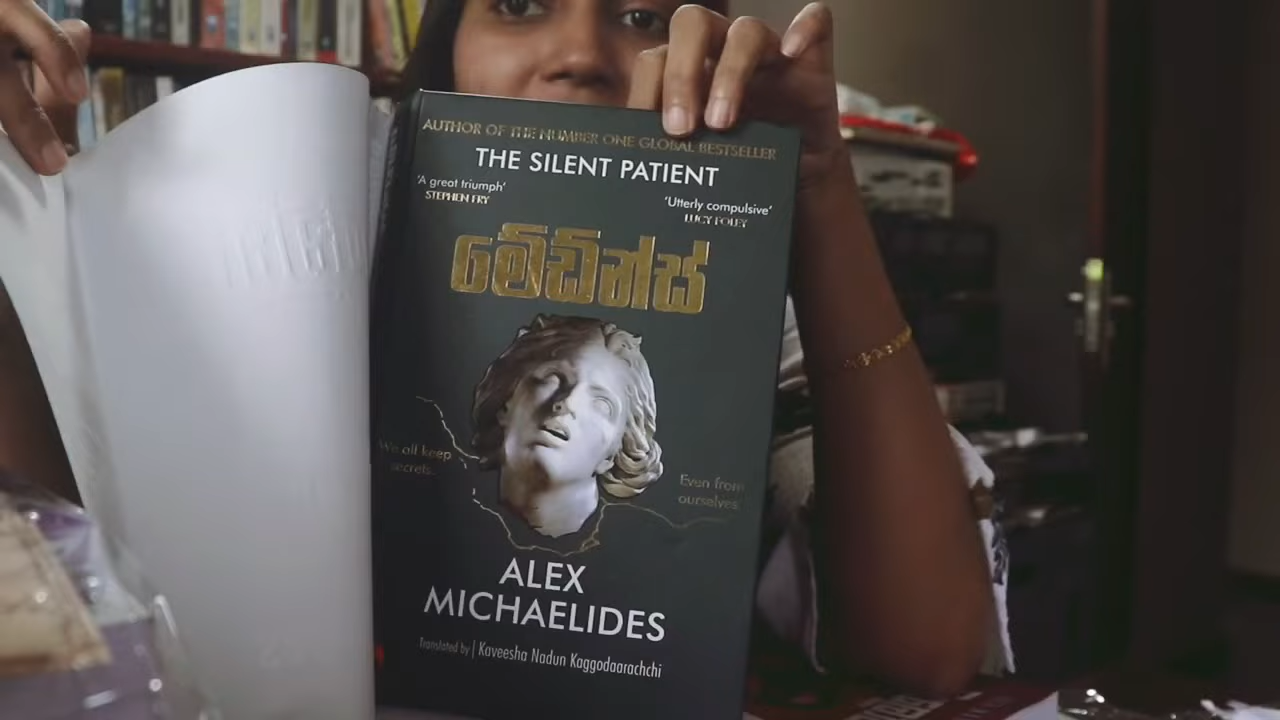 AUTHOR OF THE NUMBER ONE GLOBAL BESTSELLER
THE SILENT PATIENT
'A great triumph'
STEPHEN FRY
'Utterly compulsive'
LUCY FOLEY
මේඩ්න්ස්
We all keep
secrets.
Even from
ourselves.
ALEX
MICHAELIDES
Translated by | Kaveesha Nadun Kaggodaarachchi